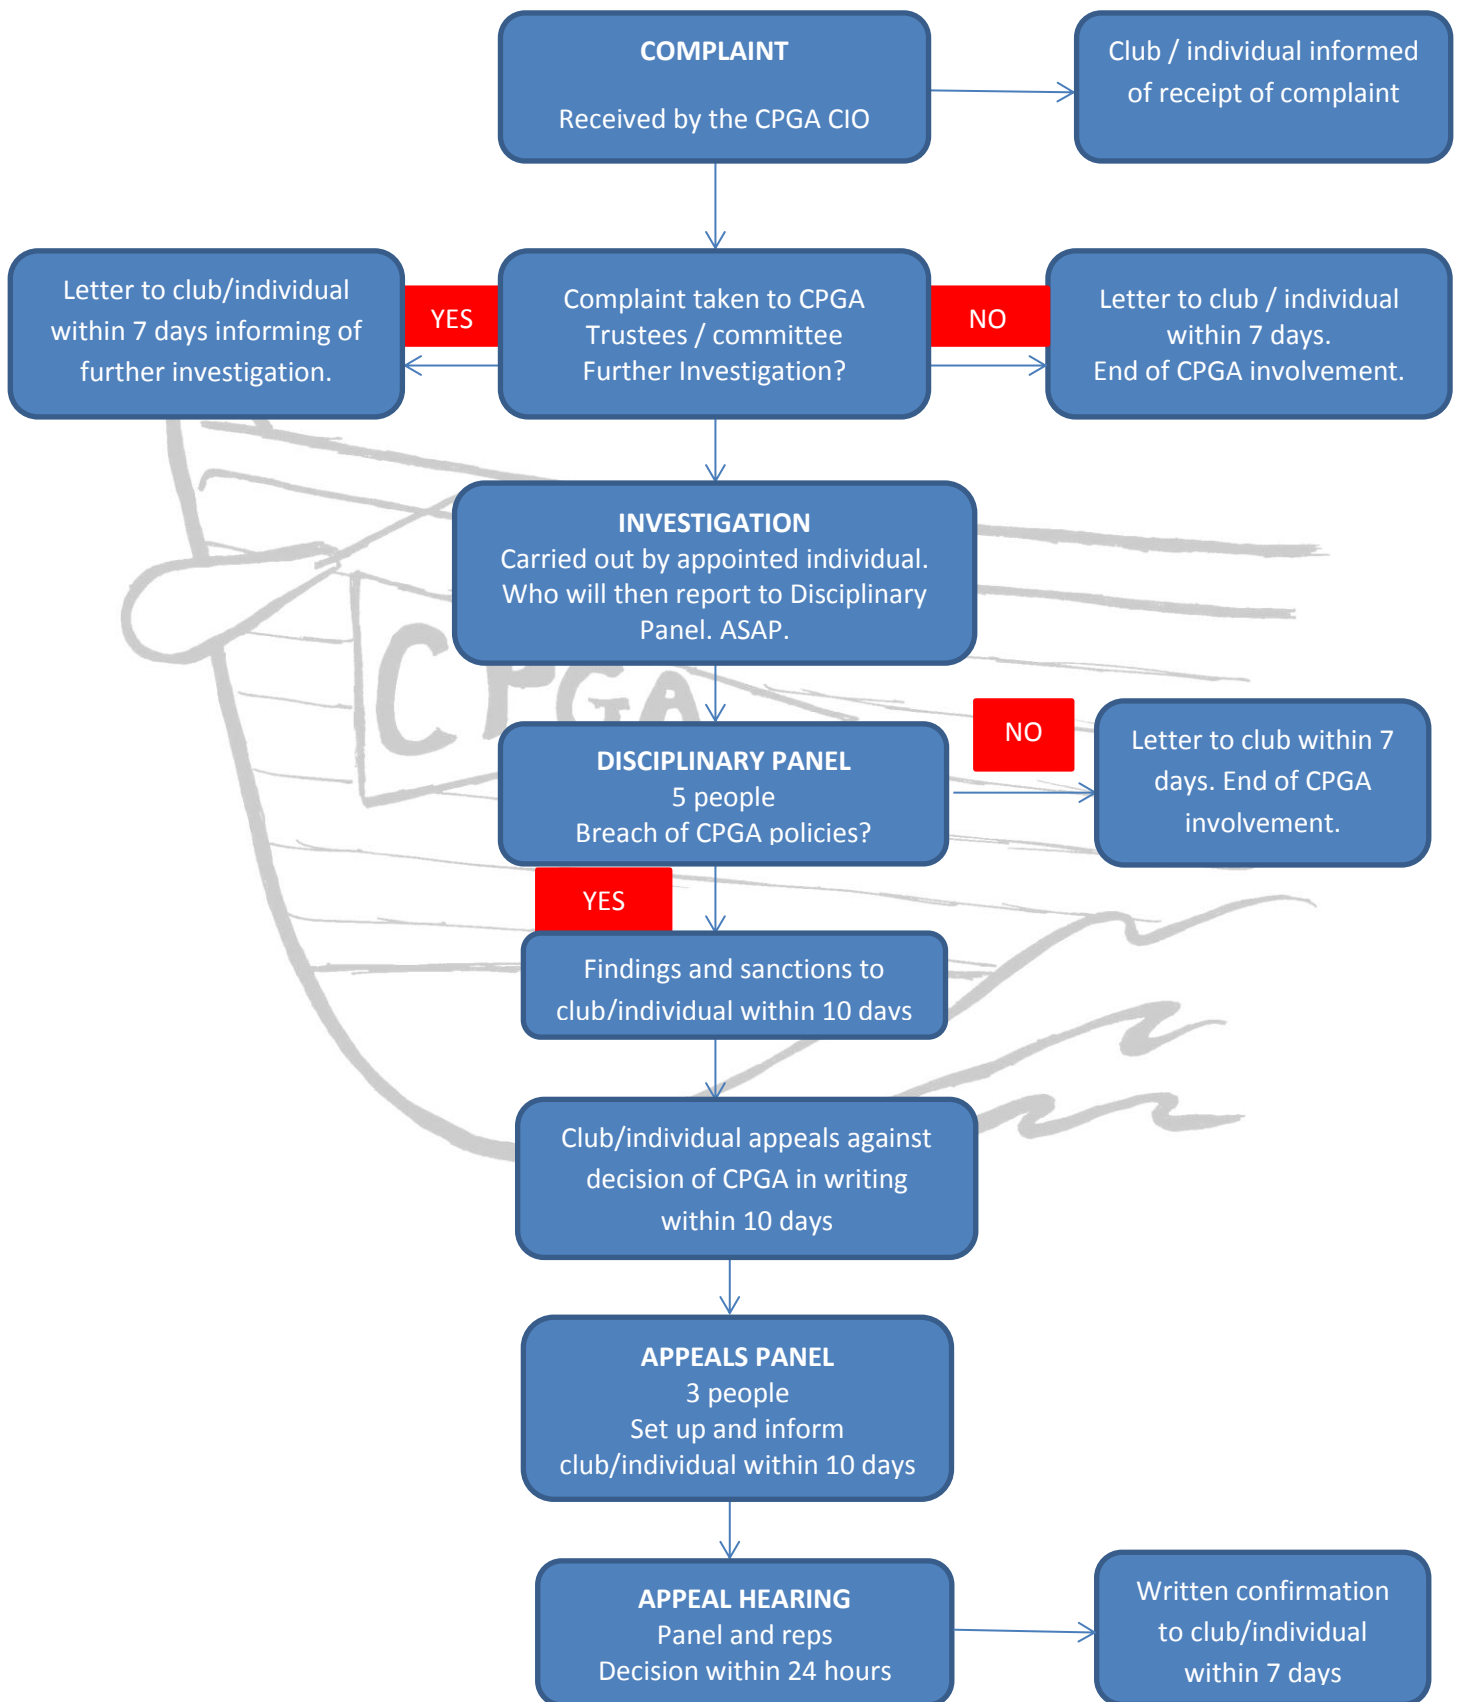 COMPLAINT
Received by the CPGA CIO
Club / individual informed
of receipt of complaint
Letter to club/individual
within 7 days informing of
further investigation.
YES
Complaint taken to CPGA
Trustees / committee
Further Investigation?
NO
Letter to club / individual
within 7 days.
End of CPGA involvement.
INVESTIGATION
Carried out by appointed individual.
Who will then report to Disciplinary
Panel. ASAP.
CPGA
DISCIPLINARY PANEL
5 people
Breach of CPGA policies?
NO
Letter to club within 7
days. End of CPGA
involvement.
YES
Findings and sanctions to
club/individual within 10 days
Club/individual appeals against
decision of CPGA in writing
within 10 days
APPEALS PANEL
3 people
Set up and inform
club/individual within 10 days
APPEAL HEARING
Panel and reps
Decision within 24 hours
Written confirmation
to club/individual
within 7 days